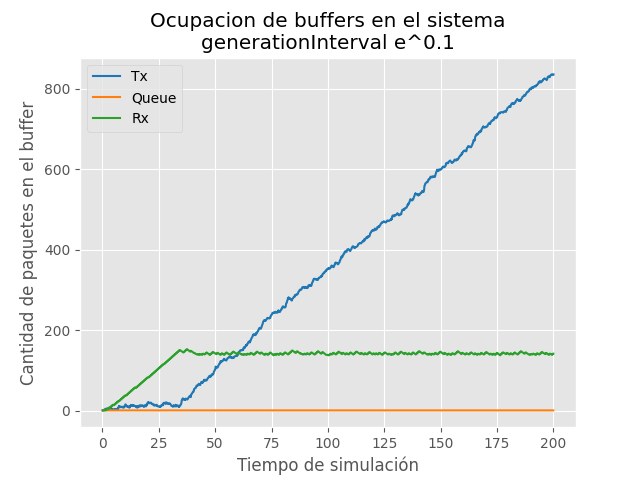 Ocupacion de buffers en el sistema
generationInterval e^0.1
Tx
Queue
Rx
Cantidad de paquetes en el buffer
800
600
400
200
0
0 25 50 75 100 125 150 175 200
Tiempo de simulación